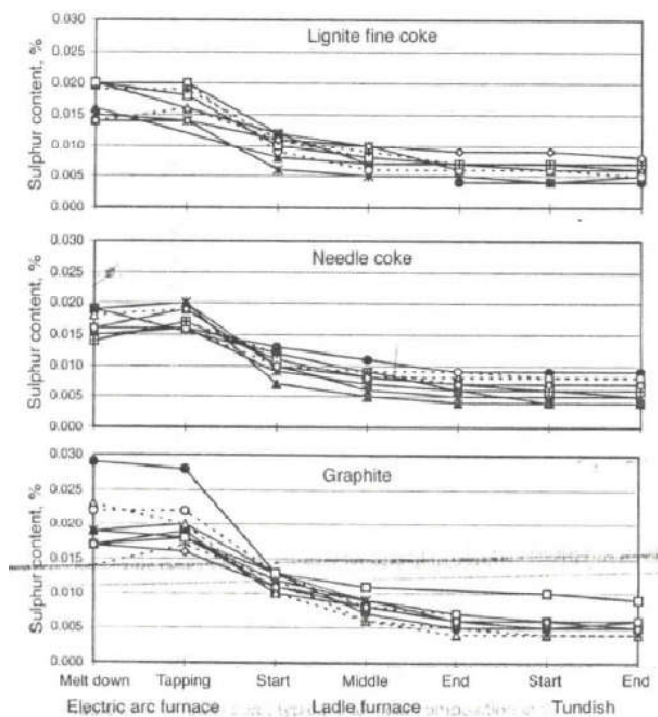 Lignite fine coke
Sulphur content, %
0.030
0.025
0.020
0.015
0.010
0.005
0.000
Needle coke
Sulphur content, %
0.030
0.025
0.020
0.015
0.010
0.005
0.000
Graphite
Sulphur content, %
0.030
0.025
0.020
0.015
0.010
0.005
0.000
Melt down Tapping Start Middle End Start End
Electric arc furnace Ladle furnace Tundish